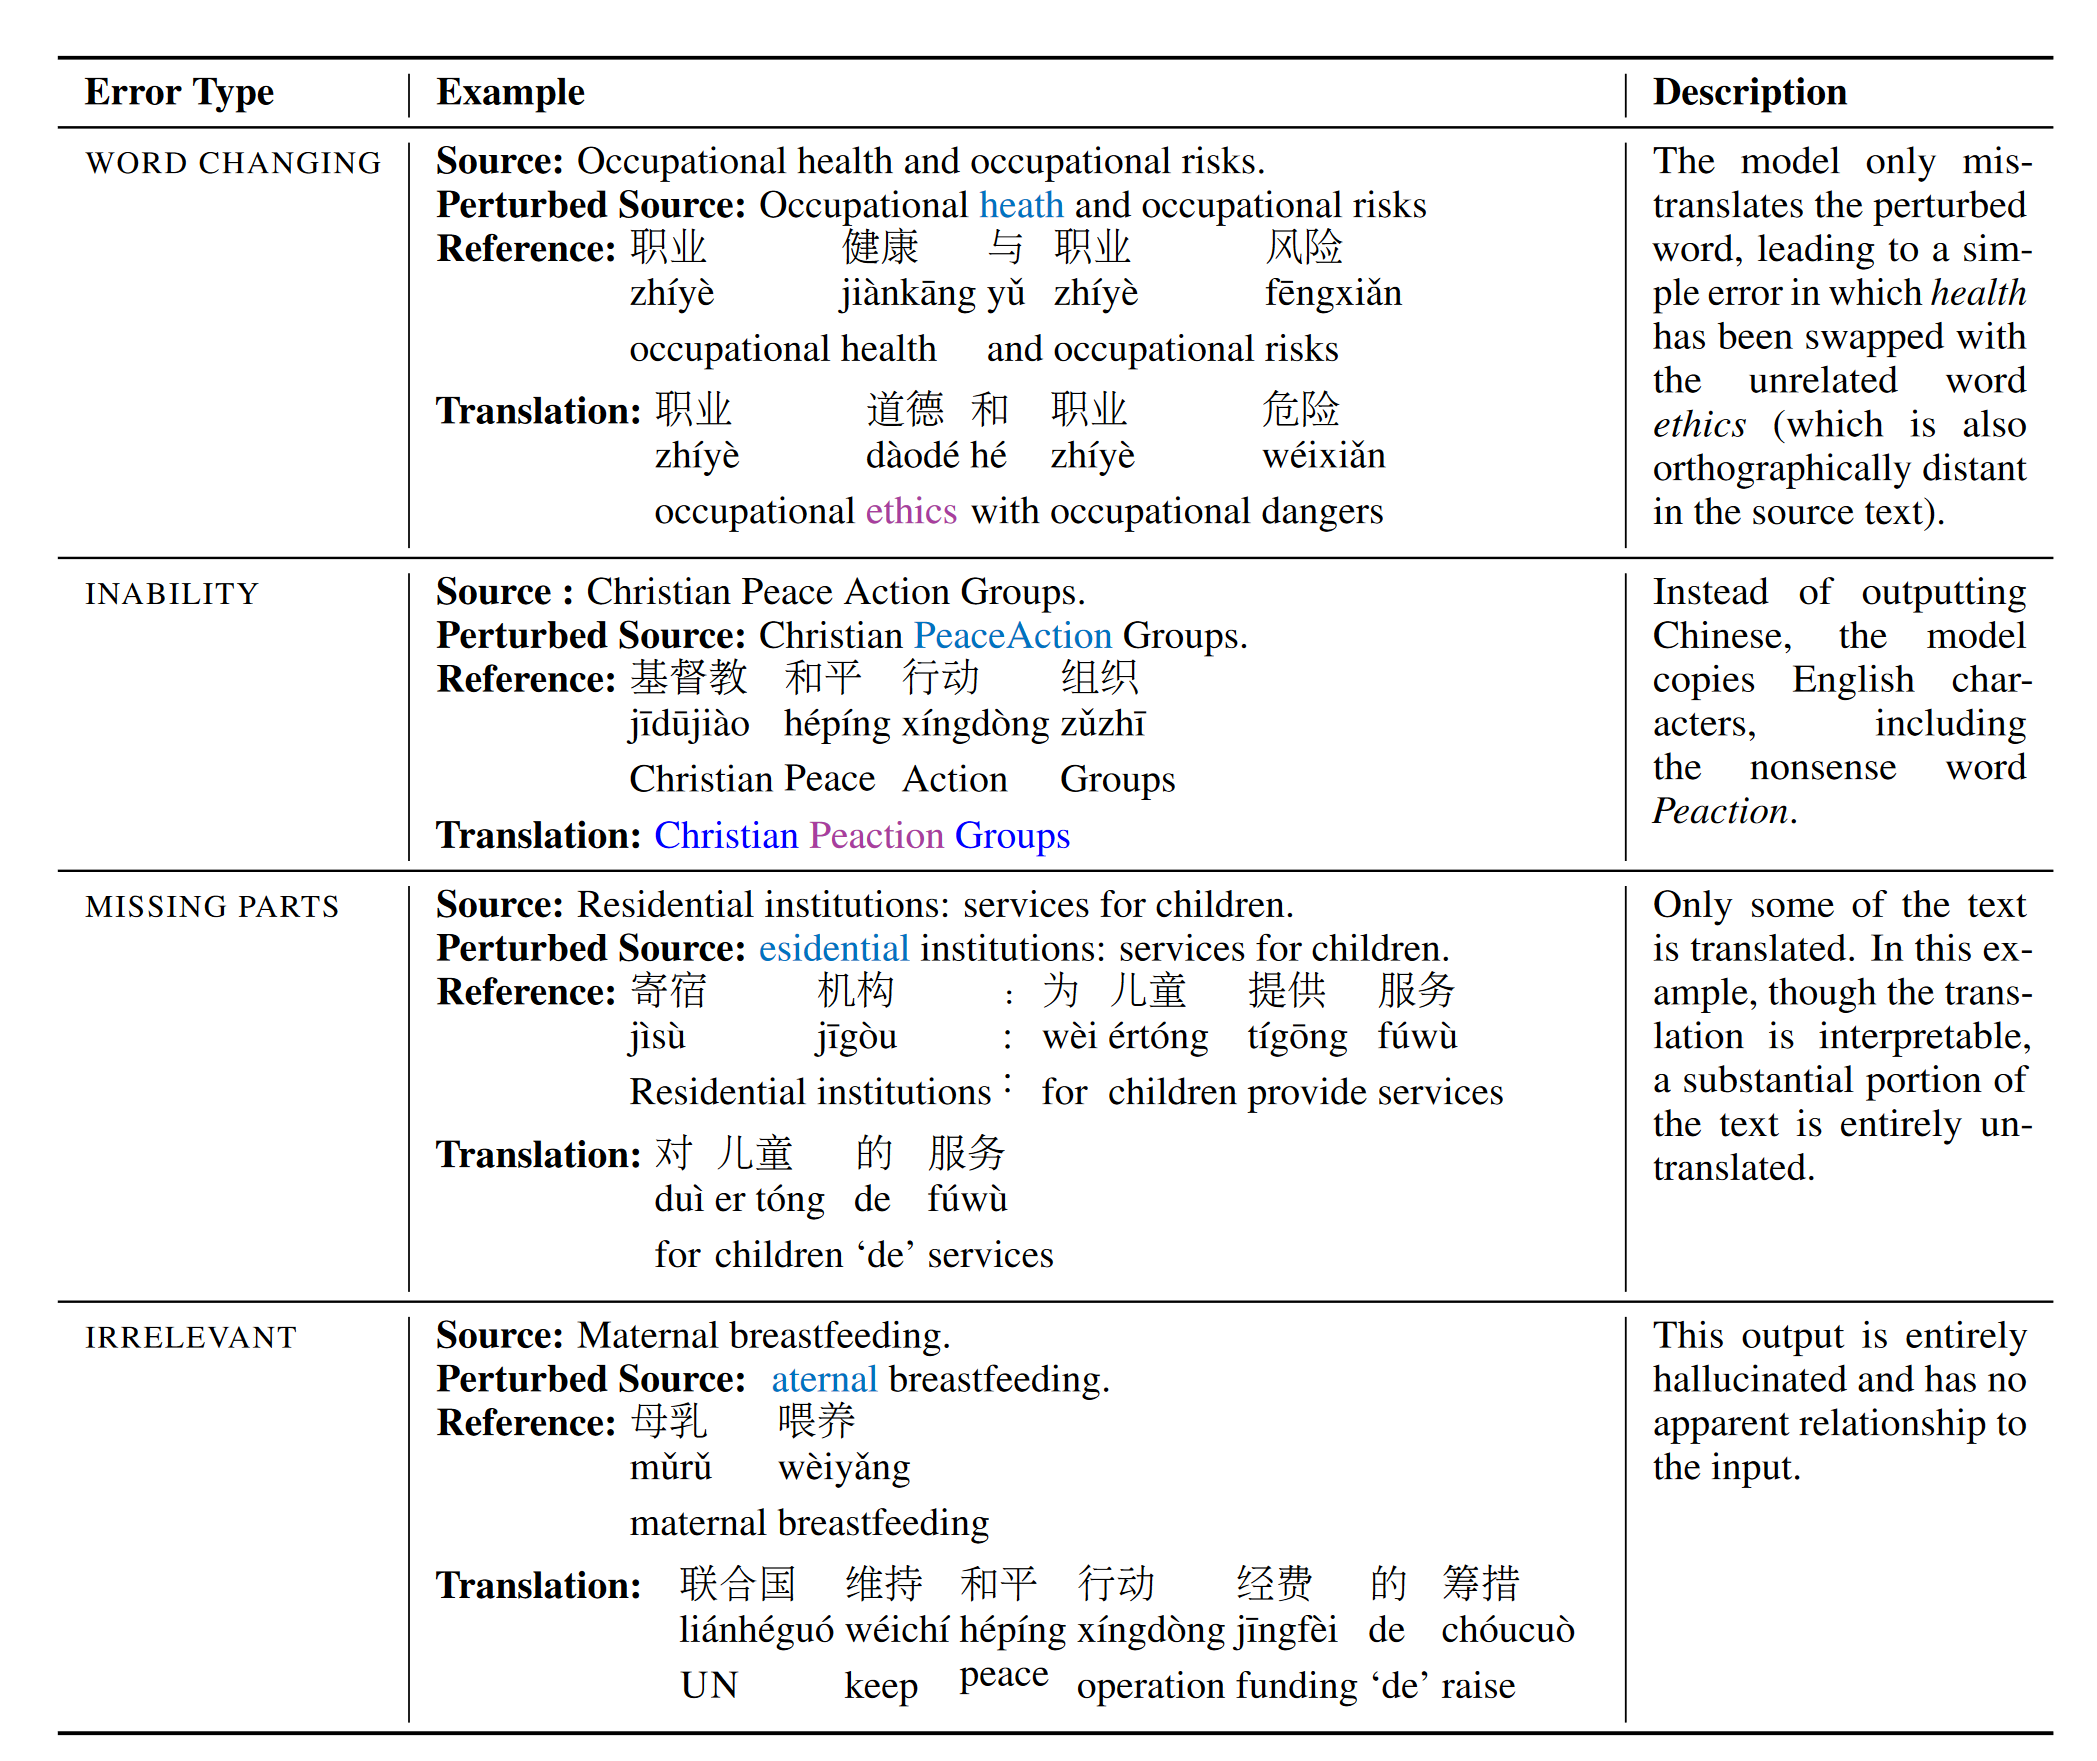 Error Type Example Description
WORD CHANGING Source: Occupational health and occupational risks.
Perturbed Source: Occupational heath and occupational risks
Reference: 职业 健康 与 职业 风险
zhíyè jiànkāng yǔ zhíyè fēngxiǎn
occupational health and occupational risks
Translation: 职业 道德 和 职业 危险
zhíyè dàodé hé zhíyè wéixiǎn
occupational ethics with occupational dangers
The model only mis-
translates the perturbed
word, leading to a sim-
ple error in which health
has been swapped with
the unrelated word
ethics (which is also
orthographically distant
in the source text).
INABILITY Source : Christian Peace Action Groups.
Perturbed Source: Christian PeaceAction Groups.
Reference: 基督教 和平 行动 组织
jīdūjiào hépíng xíngdòng zǔzhī
Christian Peace Action Groups
Translation: Christian Peaction Groups
Instead of outputting
Chinese, the model
copies English char-
acters, including
the nonsense word
Peaction.
MISSING PARTS Source: Residential institutions: services for children.
Perturbed Source: esidential institutions: services for children.
Reference: 寄宿 机构 : 为 儿童 提供 服务
jìsù jīgòu : wèi értóng tígōng fúwù
Residential institutions : for children provide services
Translation: 对 儿童 的 服务
duì er tóng de fúwù
for children ‘de’ services
Only some of the text
is translated. In this ex-
ample, though the trans-
lation is interpretable,
a substantial portion of
the text is entirely un-
translated.
IRRELEVANT Source: Maternal breastfeeding.
Perturbed Source: aternal breastfeeding.
Reference: 母乳 喂养
mǔrǔ wèiyǎng
maternal breastfeeding
Translation: 联合国 维持 和平 行动 经费 的 筹措
liánhéguó wéichí hépíng xíngdòng jīngfèi de chóucuò
UN keep peace operation funding ‘de’ raise
This output is entirely
hallucinated and has no
apparent relationship to
the input.